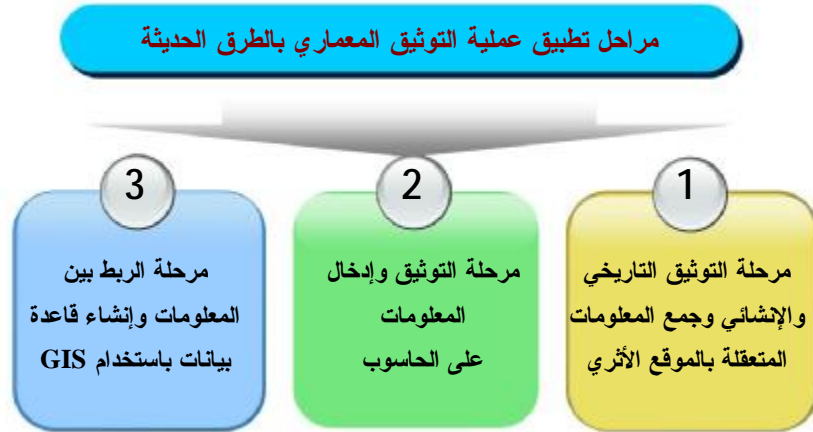 مراحل تطبيق عملية التوثيق المعماري بالطرق الحديثة
1
مرحلة التوثيق التاريخي
والإنشائي وجمع المعلومات
المتعقلة بالموقع الأثري
2
مرحلة التوثيق وإدخال
المعلومات
على الحاسوب
3
مرحلة الربط بين
المعلومات وإنشاء قاعدة
بيانات باستخدام GIS